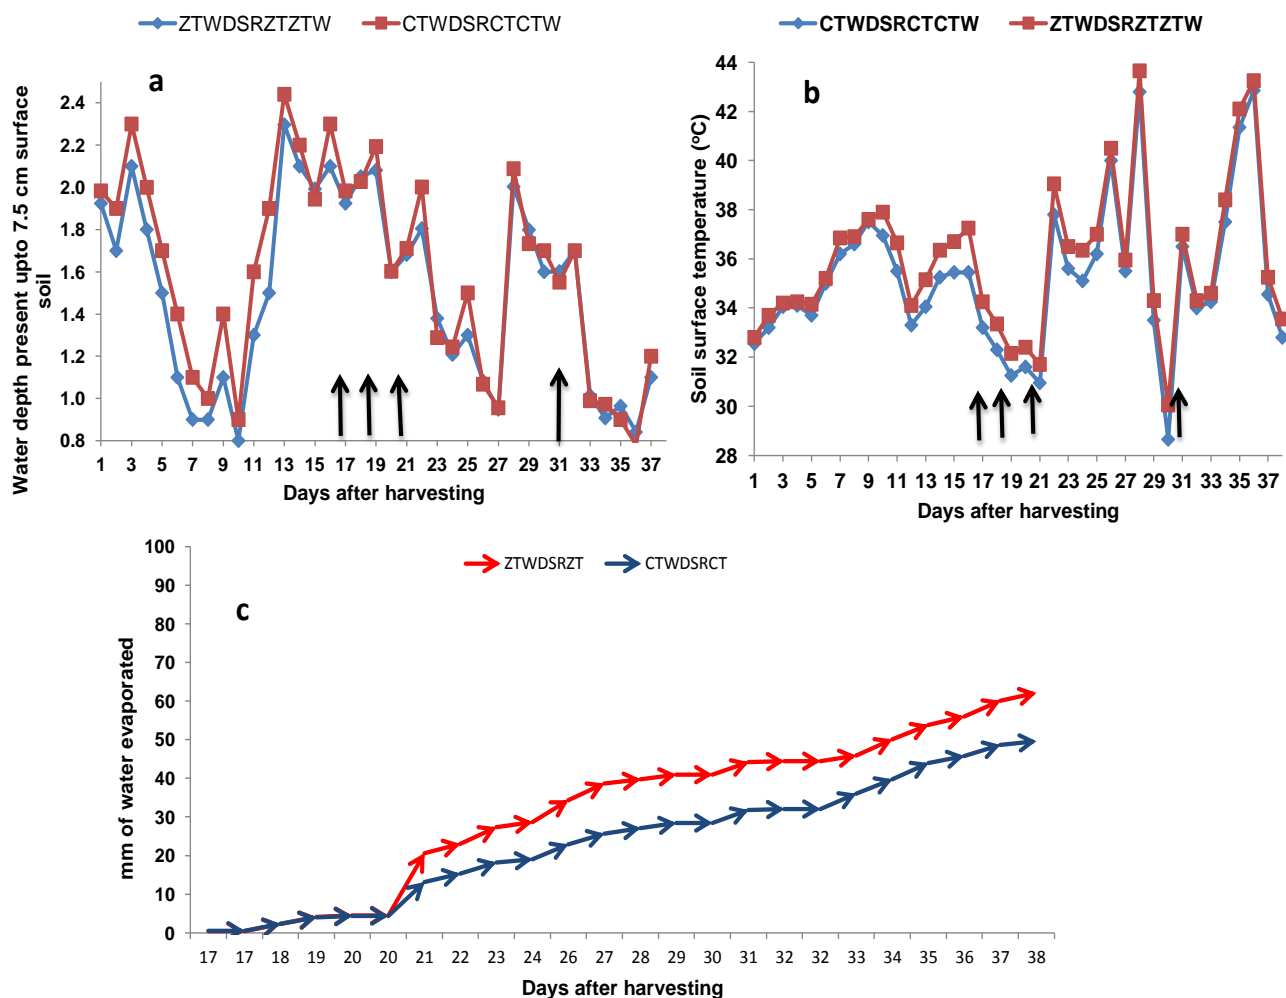 ZTWDSRZTZTW CTWDSRCTCTW
a
Water depth present upto 7.5 cm surface
soil
2.4
2.2
2.0
1.8
1.6
1.4
1.2
1.0
0.8
1 3 5 7 9 11 13 15 17 19 21 23 25 27 29 31 33 35 37
Days after harvesting
CTWDSRCTCTW ZTWDSRZTZTW
b
Soil surface temperature (°C)
44
42
40
38
36
34
32
30
28
1 3 5 7 9 11 13 15 17 19 21 23 25 27 29 31 33 35 37
Days after harvesting
ZTWDSRZT CTWDSRCT
c
mm of water evaporated
100
90
80
70
60
50
40
30
20
10
0
17 17 18 19 20 20 21 22 23 24 26 27 28 29 30 31 32 32 33 34 35 36 37 38
Days after harvesting